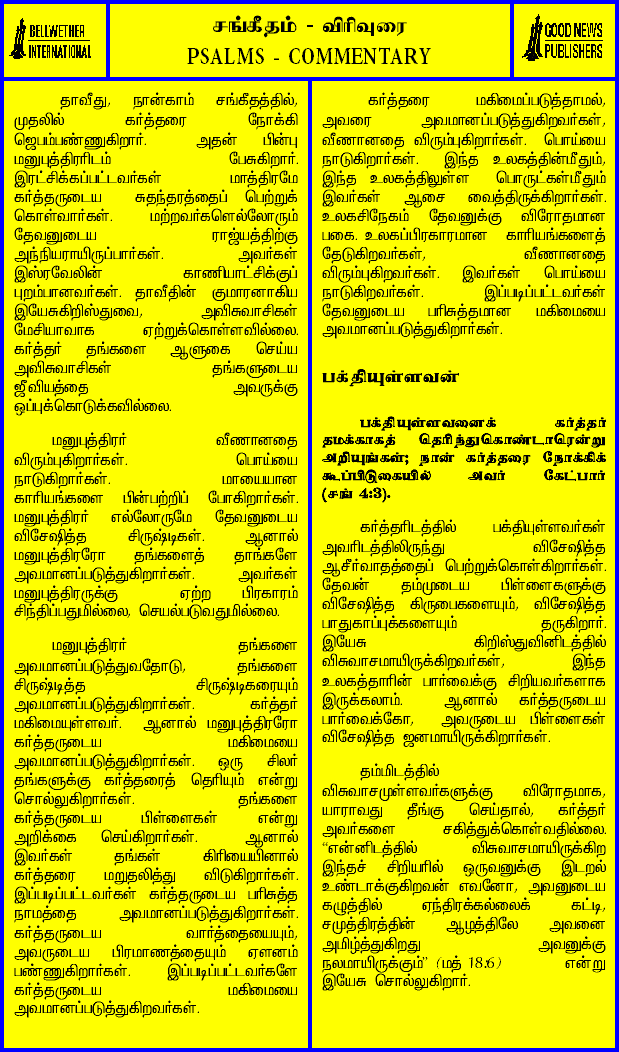 BELLWETHER
INTERNATIONAL
சங்கீதம் - விரிவுரை
PSALMS - COMMENTARY
GOOD NEWS
PUBLISHERS
தாவீது, நான்காம் சங்கீதத்தில்,
முதலில் கர்த்தரை நோக்கி
ஜெபம்பண்ணுகிறார். அதன் பின்பு
மனுபுத்திரரிடம் பேசுகிறார்.
இரட்சிக்கப்பட்டவர்கள் மாத்திரமே
கர்த்தருடைய சுதந்தரத்தைப் பெற்றுக்
கொள்வார்கள். மற்றவர்களெல்லோரும்
தேவனுடைய ராஜ்யத்திற்கு
அந்நியராயிருப்பார்கள். அவர்கள்
இஸ்ரவேலின் காணியாட்சிக்குப்
புறம்பானவர்கள். தாவீதின் குமாரனாகிய
இயேசுகிறிஸ்துவை, அவிசுவாசிகள்
மேசியாவாக ஏற்றுக்கொள்ளவில்லை.
கர்த்தர் தங்களை ஆளுகை செய்ய
அவிசுவாசிகள் தங்களுடைய
ஜீவியத்தை அவருக்கு
ஒப்புக்கொடுக்கவில்லை.
மனுபுத்திரர் வீணானதை
விரும்புகிறார்கள். பொய்யை
நாடுகிறார்கள். மாயையான
காரியங்களை பின்பற்றிப் போகிறார்கள்.
மனுபுத்திரர் எல்லோருமே தேவனுடைய
விசேஷித்த சிருஷ்டிகள். ஆனால்
மனுபுத்திரரோ தங்களைத் தாங்களே
அவமானப்படுத்துகிறார்கள். அவர்கள்
மனுபுத்திரருக்கு ஏற்ற பிரகாரம்
சிந்திப்பதுமில்லை, செயல்படுவதுமில்லை.
மனுபுத்திரர் தங்களை
அவமானப்படுத்துவதோடு, தங்களை
சிருஷ்டித்த சிருஷ்டிகரையும்
அவமானப்படுத்துகிறார்கள். கர்த்தர்
மகிமையுள்ளவர். ஆனால் மனுபுத்திரரோ
கர்த்தருடைய மகிமையை
அவமானப்படுத்துகிறார்கள். ஒரு சிலர்
தங்களுக்கு கர்த்தரைத் தெரியும் என்று
சொல்லுகிறார்கள். தங்களை
கர்த்தருடைய பிள்ளைகள் என்று
அறிக்கை செய்கிறார்கள். ஆனால்
இவர்கள் தங்கள் கிரியையினால்
கர்த்தரை மறுதலித்து விடுகிறார்கள்.
இப்படிப்பட்டவர்கள் கர்த்தருடைய பரிசுத்த
நாமத்தை அவமானப்படுத்துகிறார்கள்.
கர்த்தருடைய வார்த்தையையும்,
அவருடைய பிரமாணத்தையும் ஏளனம்
பண்ணுகிறார்கள். இப்படிப்பட்டவர்களே
கர்த்தருடைய மகிமையை
அவமானப்படுத்துகிறவர்கள்.
கர்த்தரை மகிமைப்படுத்தாமல்,
அவரை அவமானப்படுத்துகிறவர்கள்,
வீணானதை விரும்புகிறார்கள். பொய்யை
நாடுகிறார்கள். இந்த உலகத்தின்மீதும்,
இந்த உலகத்திலுள்ள பொருட்கள்மீதும்
இவர்கள் ஆசை வைத்திருக்கிறார்கள்.
உலகசிநேகம் தேவனுக்கு விரோதமான
பகை. உலகப்பிரகாரமான காரியங்களைத்
தேடுகிறவர்கள், வீணானதை
விரும்புகிறவர்கள். இவர்கள் பொய்யை
நாடுகிறவர்கள். இப்படிப்பட்டவர்கள்
தேவனுடைய பரிசுத்தமான மகிமையை
அவமானப்படுத்துகிறார்கள்.
பக்தியுள்ளவன்
பக்தியுள்ளவனைக் கர்த்தர்
தமக்காகத் தெரிந்துகொண்டாரென்று
அறியுங்கள்; நான் கர்த்தரை நோக்கிக்
கூப்பிடுகையில் அவர் கேட்பார்
(சங் 4:3).
கர்த்தரிடத்தில் பக்தியுள்ளவர்கள்
அவரிடத்திலிருந்து விசேஷித்த
ஆசீர்வாதத்தைப் பெற்றுக்கொள்கிறார்கள்.
தேவன் தம்முடைய பிள்ளைகளுக்கு
விசேஷித்த கிருபைகளையும், விசேஷித்த
பாதுகாப்புக்களையும் தருகிறார்.
இயேசு கிறிஸ்துவினிடத்தில்
விசுவாசமாயிருக்கிறவர்கள், இந்த
உலகத்தாரின் பார்வைக்கு சிறியவர்களாக
இருக்கலாம். ஆனால் கர்த்தருடைய
பார்வைக்கோ, அவருடைய பிள்ளைகள்
விசேஷித்த ஜனமாயிருக்கிறார்கள்.
தம்மிடத்தில்
விசுவாசமுள்ளவர்களுக்கு விரோதமாக,
யாராவது தீங்கு செய்தால், கர்த்தர்
அவர்களை சகித்துக்கொள்வதில்லை.
“என்னிடத்தில் விசுவாசமாயிருக்கிற
இந்தச் சிறியரில் ஒருவனுக்கு இடறல்
உண்டாக்குகிறவன் எவனோ, அவனுடைய
கழுத்தில் ஏந்திரக்கல்லைக் கட்டி,
சமுத்திரத்தின் ஆழத்திலே அவனை
அமிழ்த்துகிறது அவனுக்கு
நலமாயிருக்கும்” (மத் 18:6) என்று
இயேசு சொல்லுகிறார்.